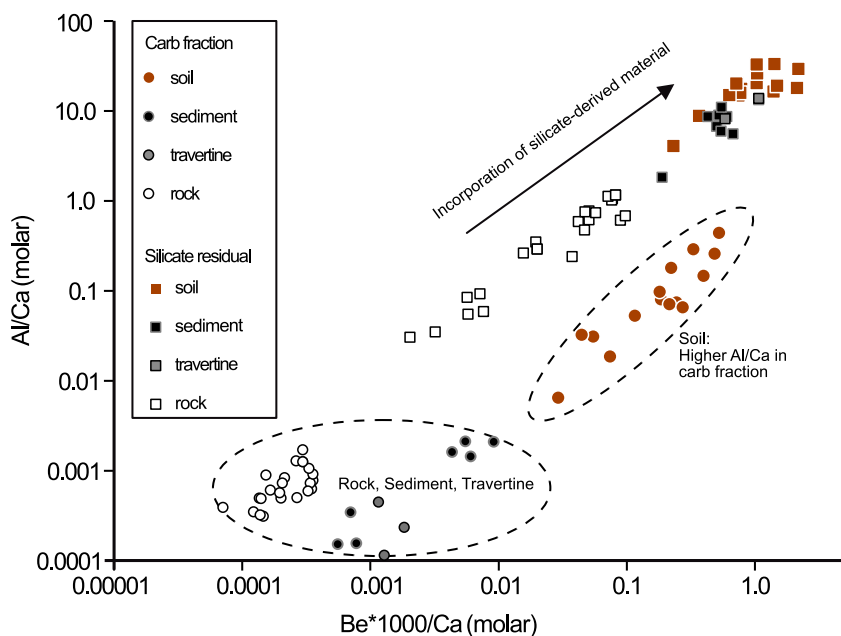 Al/Ca (molar)
100
10.0
1.0
0.1
0.01
0.001
0.0001
Carb fraction
soil
sediment
travertine
rock
Silicate residual
soil
sediment
travertine
rock
Incorporation of silicate-derived material
Soil:
Higher Al/Ca in
carb fraction
Rock, Sediment, Travertine
0.00001
0.0001
0.001
0.01
0.1
1.0
Be*1000/Ca (molar)